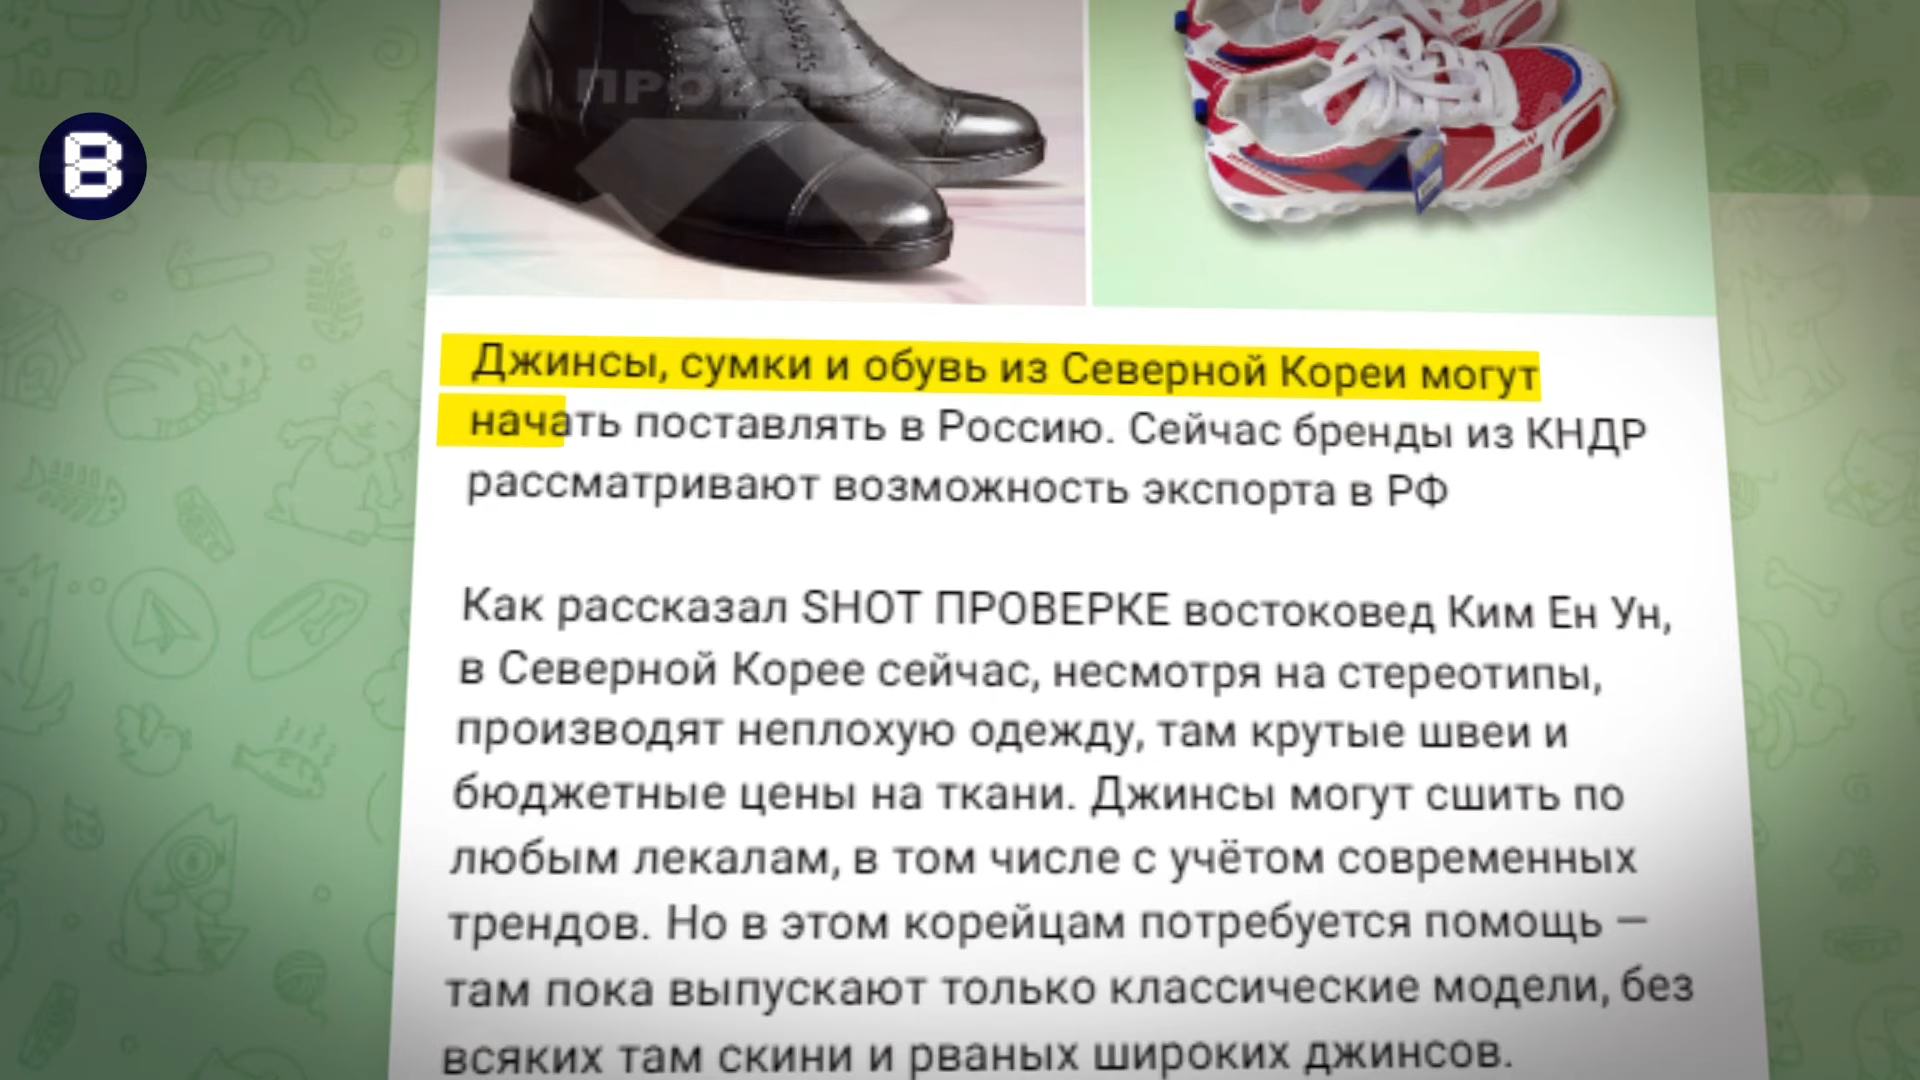 B
Джинсы, сумки и обувь из Северной Кореи могут
начать поставлять в Россию. Сейчас бренды из КНДР
рассматривают возможность экспорта в РФ
Как рассказал SHOT ПРОВЕРКЕ востоковед Ким Ен Ун,
в Северной Корее сейчас, несмотря на стереотипы,
производят неплохую одежду, там крутые швеи и
бюджетные цены на ткани. Джинсы могут сшить по
любым лекалам, в том числе с учётом современных
трендов. Но в этом корейцам потребуется помощь —
там пока выпускают только классические модели, без
всяких там скини и рваных широких джинсов.